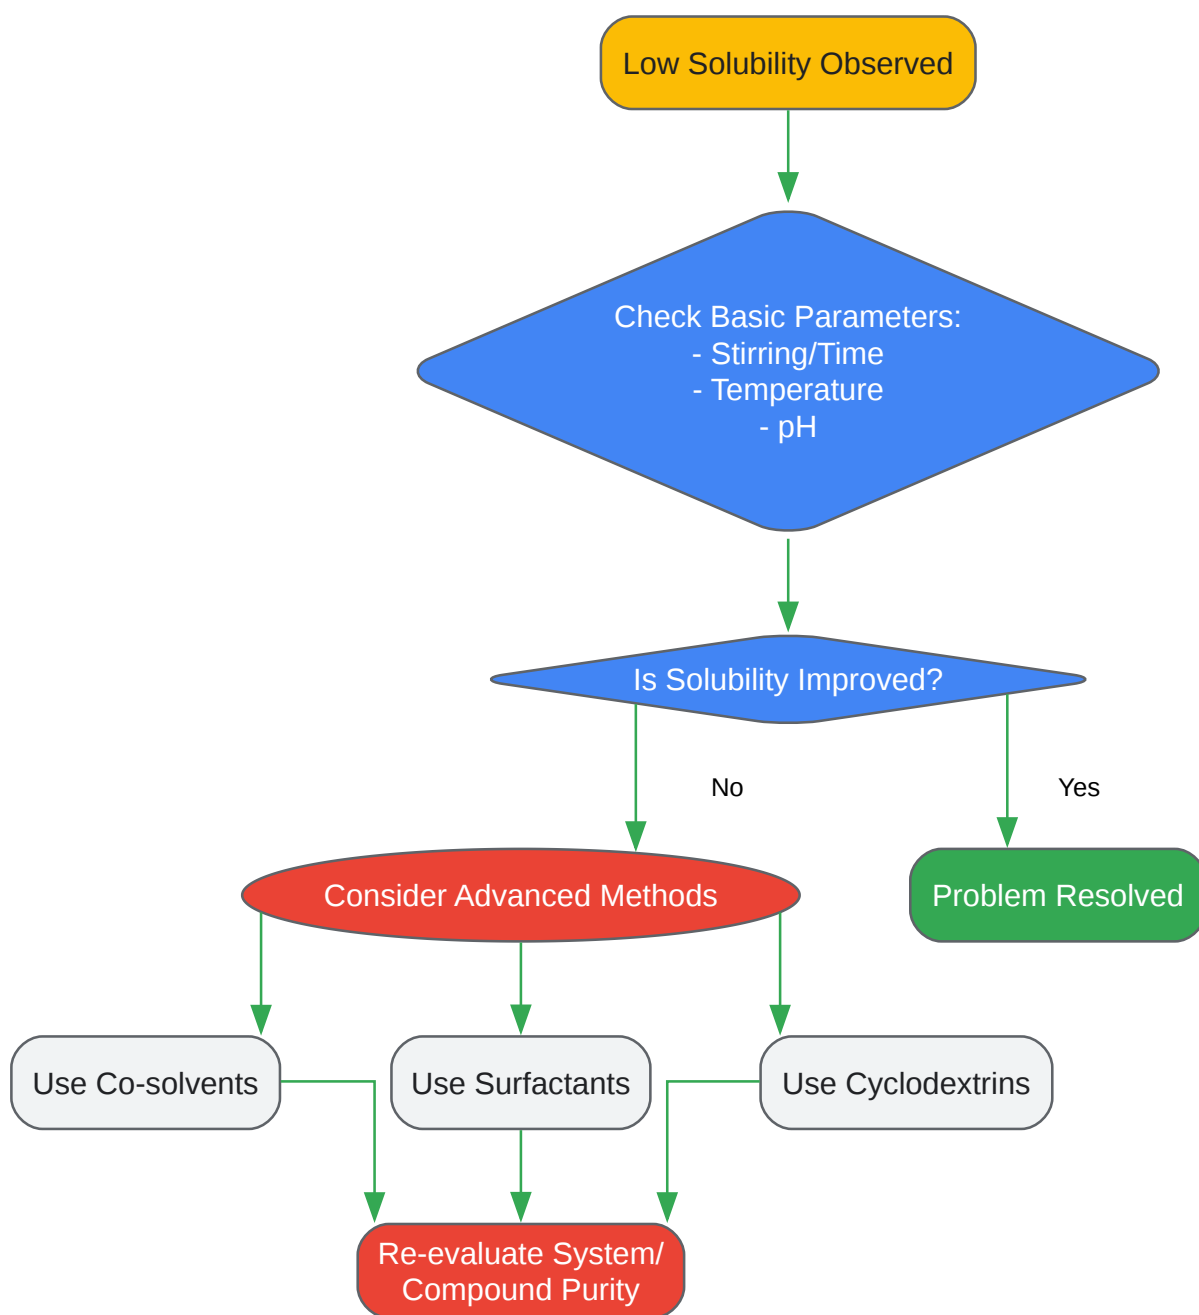 Low Solubility Observed
Check Basic Parameters:
- Stirring/Time
- Temperature
- pH
Is Solubility Improved?
No
Yes
Consider Advanced Methods
Problem Resolved
Use Co-solvents
Use Surfactants
Use Cyclodextrins
Re-evaluate System/
Compound Purity